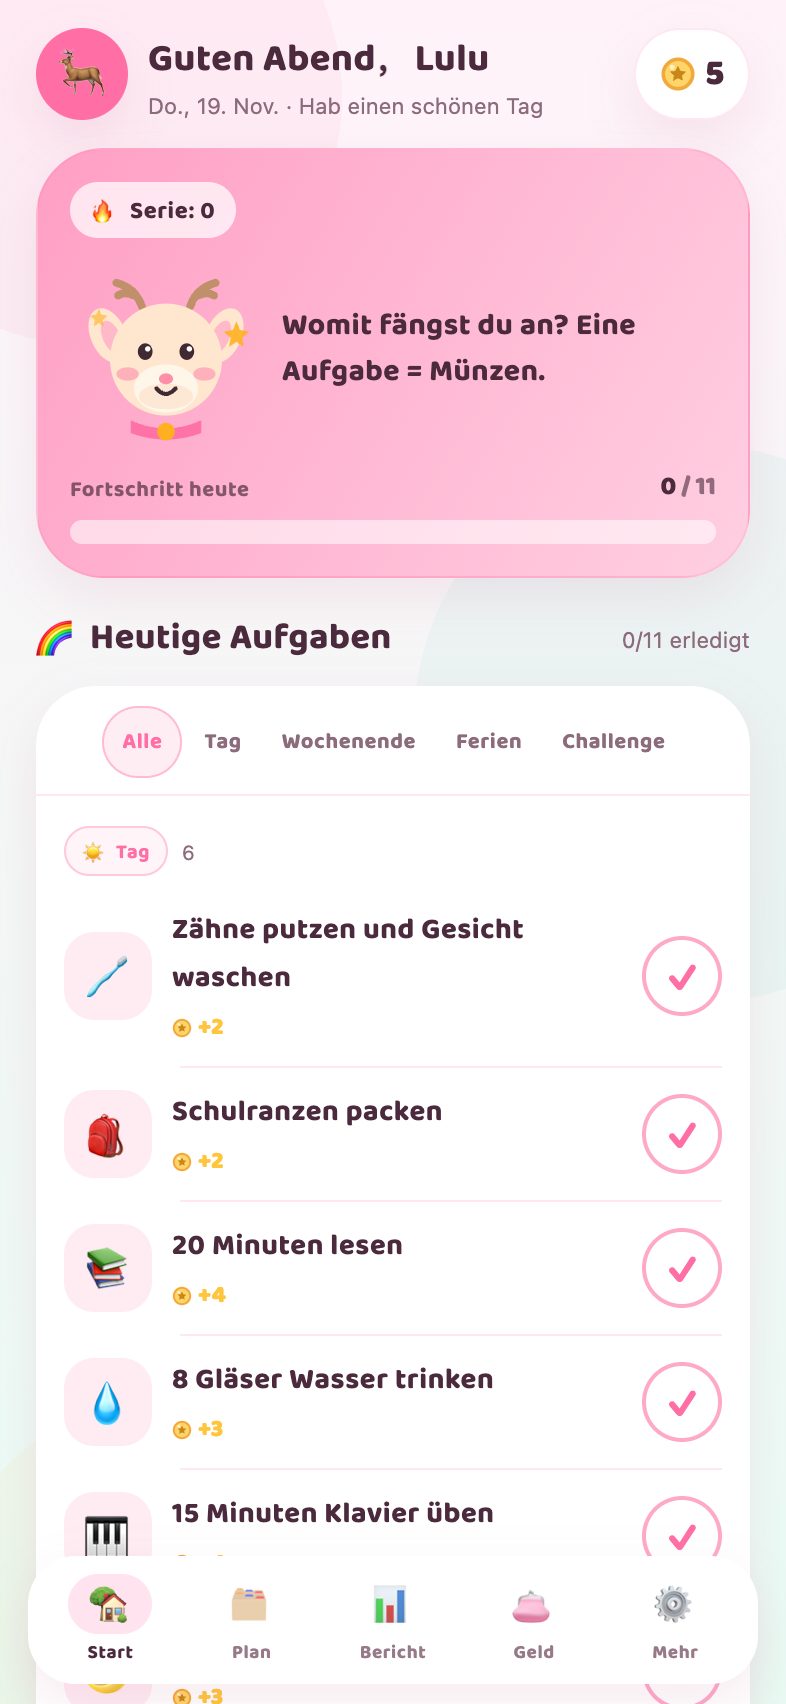 Guten Abend, Lulu
5
Do., 19. Nov. · Hab einen schönen Tag
Serie: 0
Womit fängst du an? Eine
Aufgabe = Münzen.
Fortschritt heute
0 / 11
Heutige Aufgaben
0/11 erledigt
Alle
Tag
Wochenende
Ferien
Challenge
Tag
6
Zähne putzen und Gesicht
waschen
+2
Schulranzen packen
+2
20 Minuten lesen
+4
8 Gläser Wasser trinken
+3
15 Minuten Klavier üben
Start
Plan
Bericht
Geld
Mehr
+3